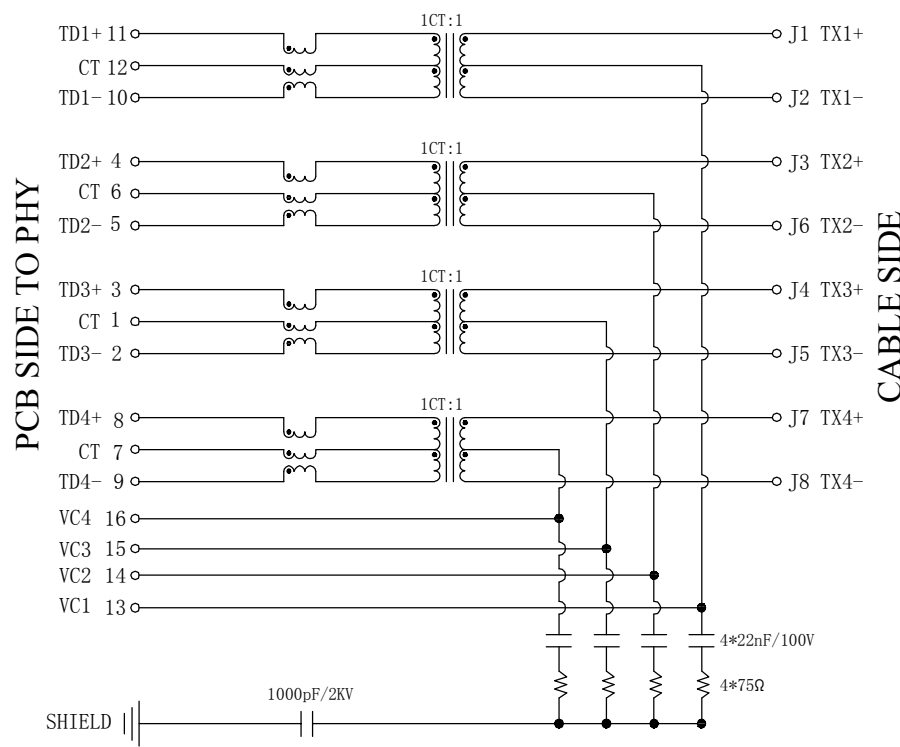 1CT:1
TD1+ 11 J1 TX1+
CT 12
TD1- 10 J2 TX1-
1CT:1
TD2+ 4 J3 TX2+
CT 6
TD2- 5 J6 TX2-
1CT:1
TD3+ 3 J4 TX3+
CT 1
TD3- 2 J5 TX3-
1CT:1
TD4+ 8 J7 TX4+
CT 7
TD4- 9 J8 TX4-
VC4 16
VC3 15
VC2 14
VC1 13
4*22nF/100V
4*75Ω
1000pF/2KV
SHIELD
PCB SIDE TO PHY
CABLE SIDE